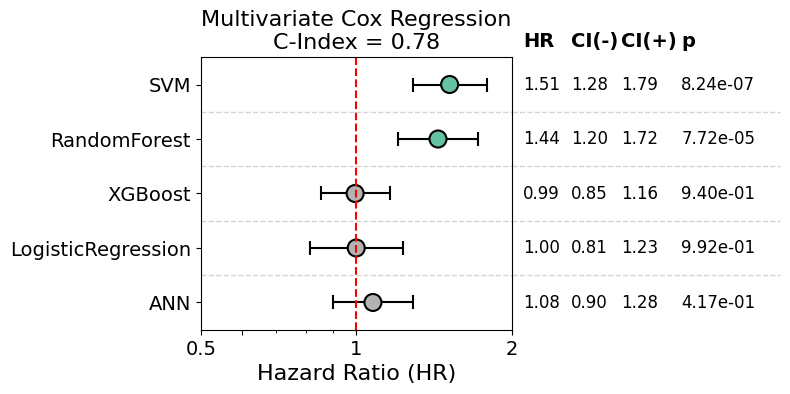 Multivariate Cox Regression
C-Index = 0.78
HR CI(-) CI(+) p
SVM 1.51 1.28 1.79 8.24e-07
RandomForest 1.44 1.20 1.72 7.72e-05
XGBoost 0.99 0.85 1.16 9.40e-01
LogisticRegression 1.00 0.81 1.23 9.92e-01
ANN 1.08 0.90 1.28 4.17e-01
0.5 1 2
Hazard Ratio (HR)